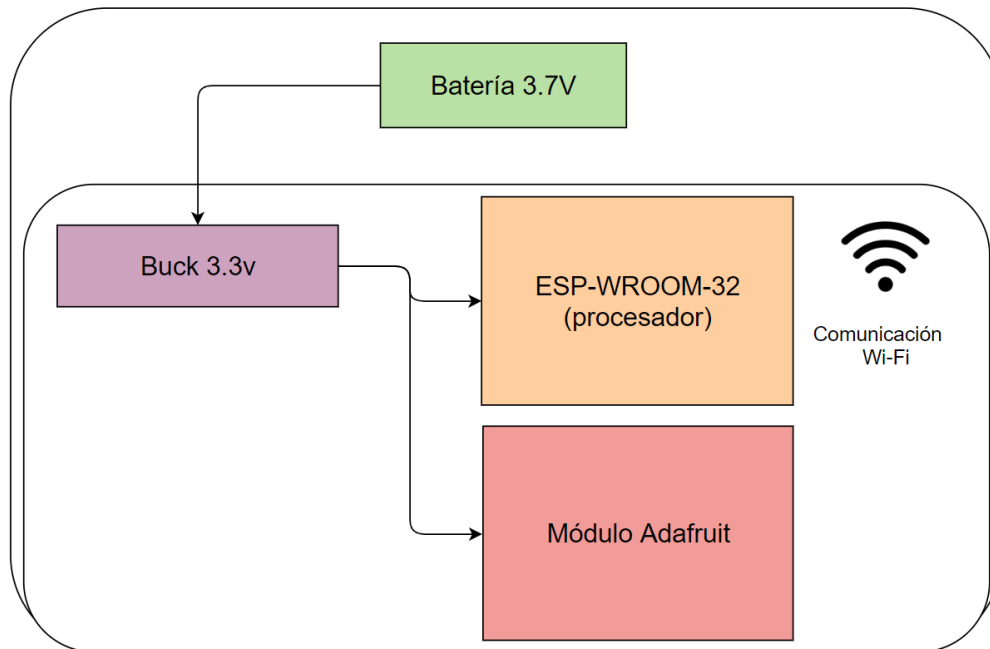 Batería 3.7V
Buck 3.3v
ESP-WROOM-32
(procesador)
Comunicación
Wi-Fi
Módulo Adafruit